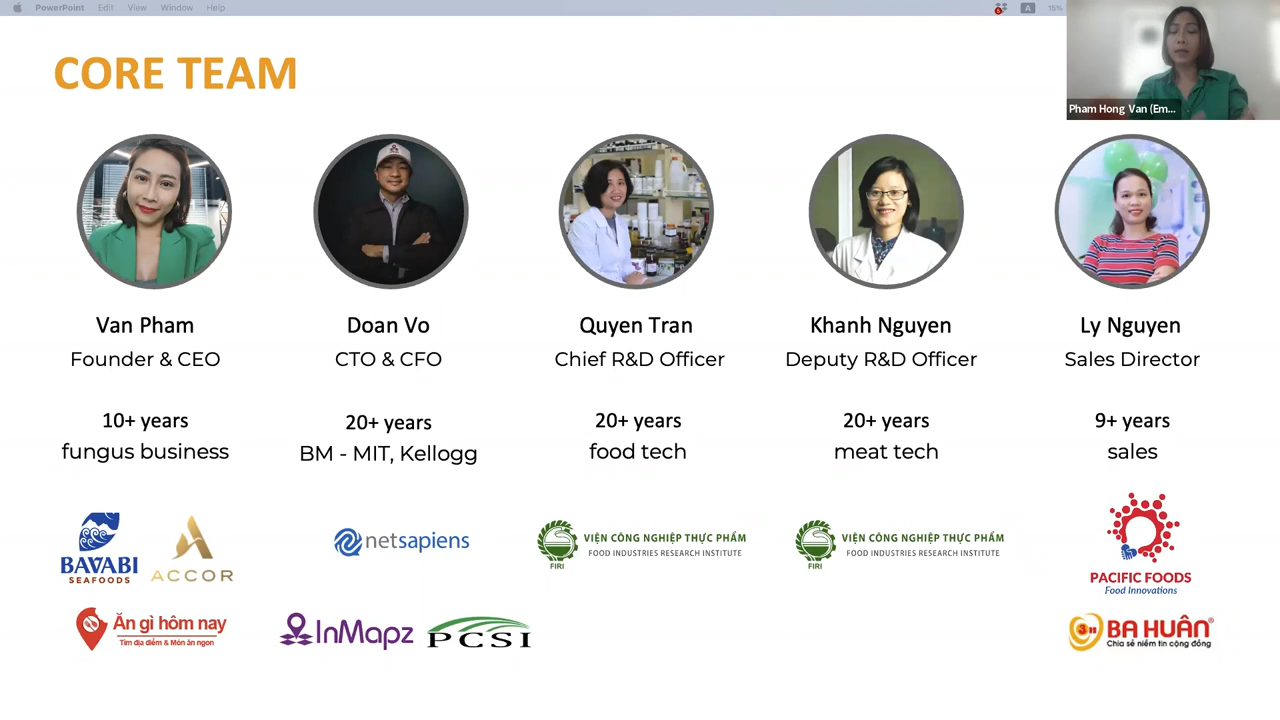 PowerPoint Edit View Window Help
A 15%
Pham Hong Van (Em...
CORE TEAM
Van Pham
Founder & CEO
10+ years
fungus business
BAVABI
SEAFOODS
ACCOR
Ăn gì hôm nay
Tìm địa điểm & Món ăn ngon
Doan Vo
CTO & CFO
20+ years
BM - MIT, Kellogg
netsapiens
InMapz
PCSI
Quyen Tran
Chief R&D Officer
20+ years
food tech
VIỆN CÔNG NGHIỆP THỰC PHẨM
FOOD INDUSTRIES RESEARCH INSTITUTE
FIRI
Khanh Nguyen
Deputy R&D Officer
20+ years
meat tech
VIỆN CÔNG NGHIỆP THỰC PHẨM
FOOD INDUSTRIES RESEARCH INSTITUTE
FIRI
Ly Nguyen
Sales Director
9+ years
sales
PACIFIC FOODS
Food Innovations
BA HUÂN®
Chia sẻ niềm tin cộng đồng